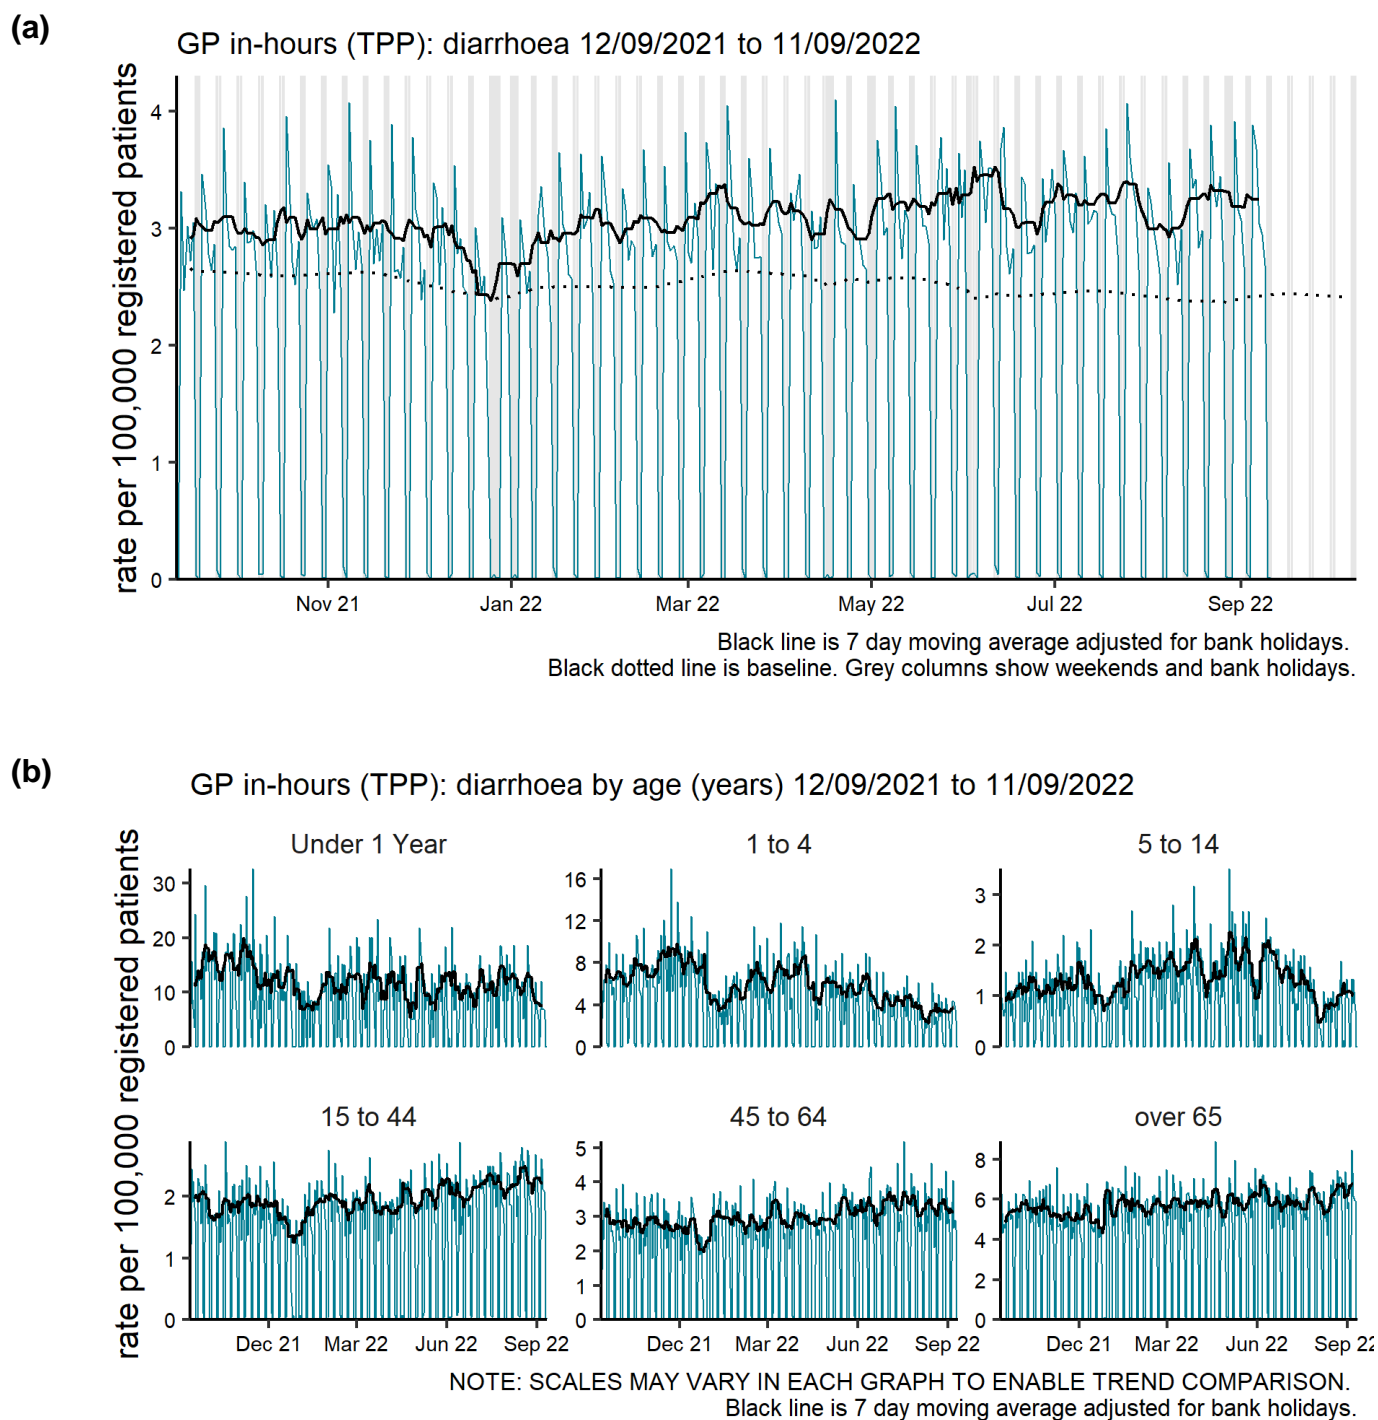 (a)
GP in-hours (TPP): diarrhoea 12/09/2021 to 11/09/2022
rate per 100,000 registered patients
4
3
2
1
0
Nov 21 Jan 22 Mar 22 May 22 Jul 22 Sep 22
Black line is 7 day moving average adjusted for bank holidays.
Black dotted line is baseline. Grey columns show weekends and bank holidays.
(b)
GP in-hours (TPP): diarrhoea by age (years) 12/09/2021 to 11/09/2022
rate per 100,000 registered patients
Under 1 Year
30
20
10
0
1 to 4
16
12
8
4
0
5 to 14
3
2
1
0
15 to 44
2
1
0
Dec 21 Mar 22 Jun 22 Sep 22
45 to 64
5
4
3
2
1
0
Dec 21 Mar 22 Jun 22 Sep 22
over 65
8
6
4
2
0
Dec 21 Mar 22 Jun 22 Sep 22
NOTE: SCALES MAY VARY IN EACH GRAPH TO ENABLE TREND COMPARISON.
Black line is 7 day moving average adjusted for bank holidays.